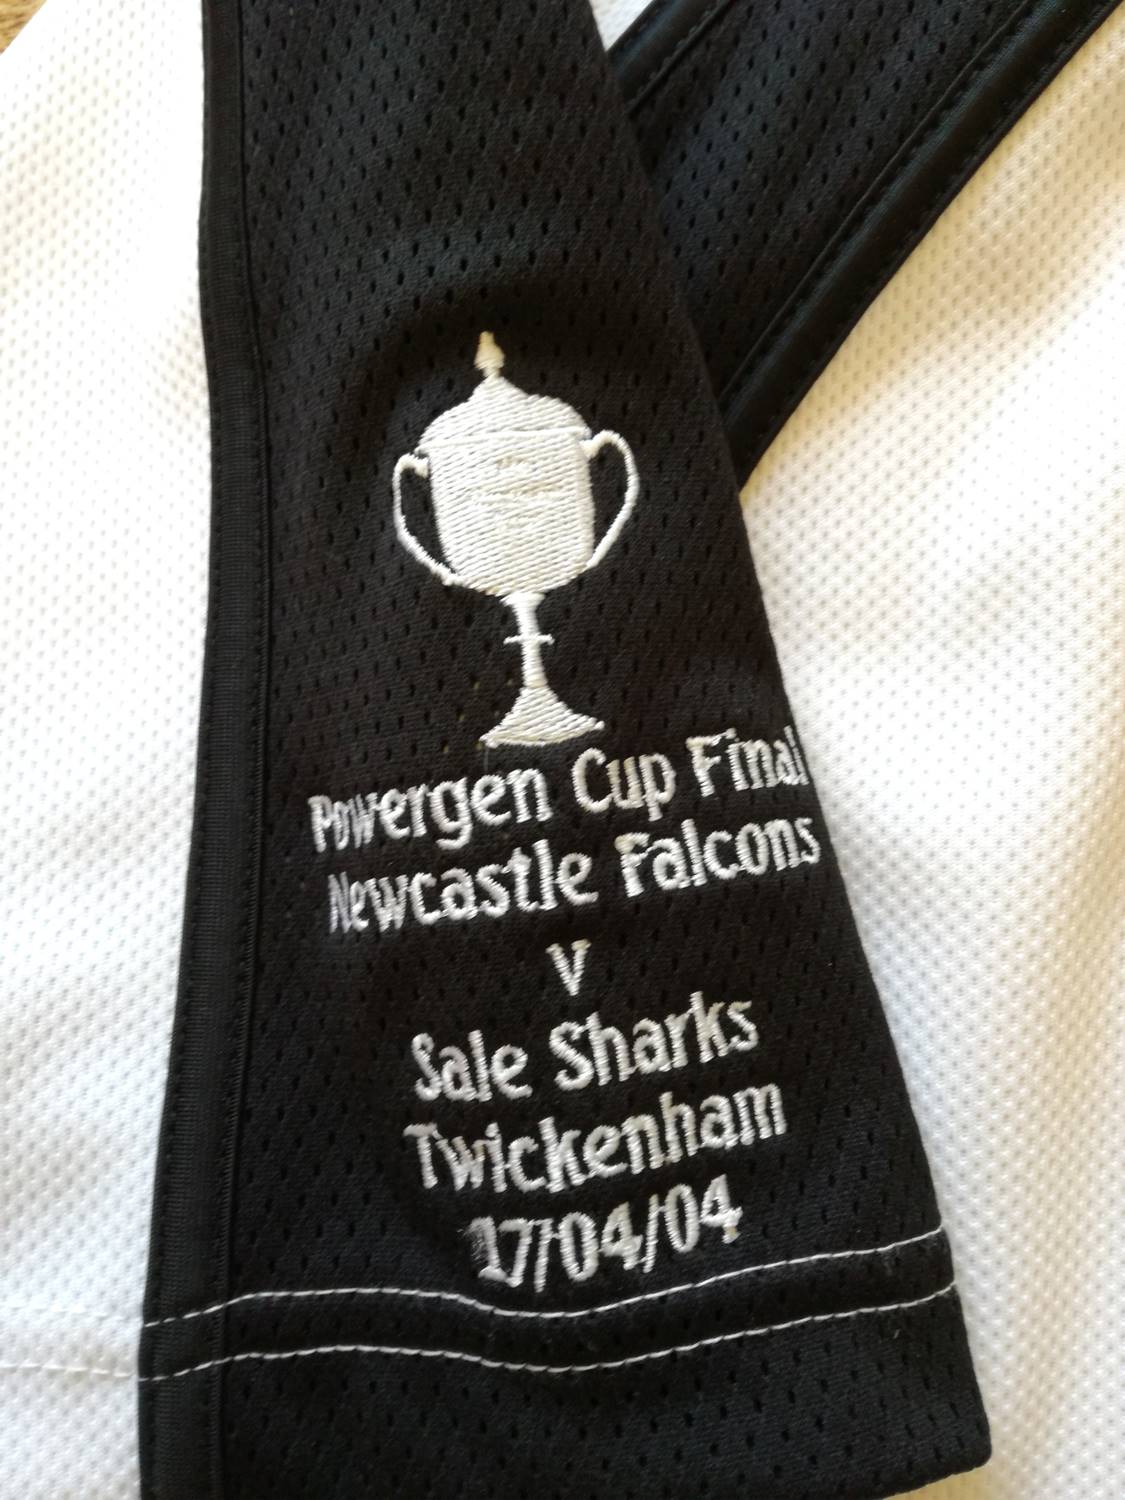 Powergen Cup Final
Newcastle Falcons
v
Sale Sharks
Twickenham
17/04/04